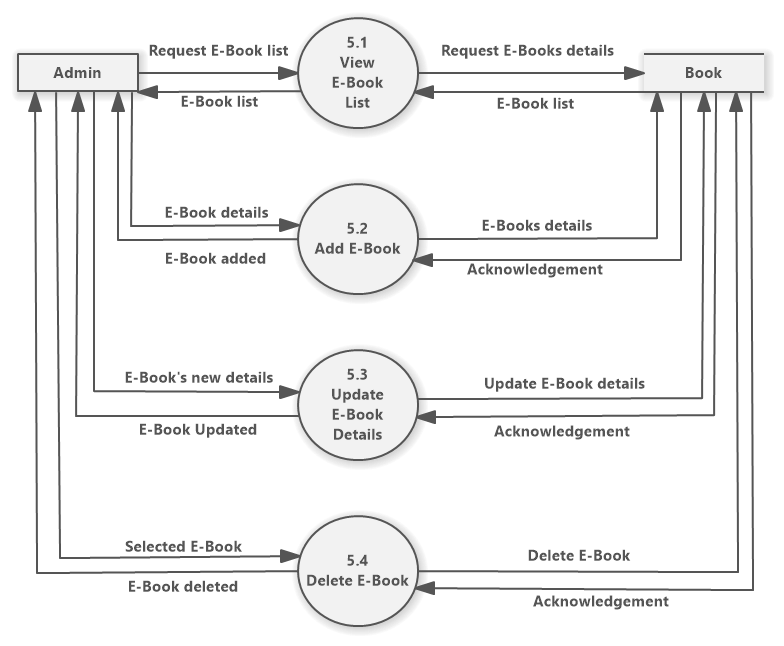 Request E-Book list
5.1
View
E-Book
List
Request E-Books details
Admin
Book
E-Book list
E-Book list
E-Book details
5.2
Add E-Book
E-Books details
E-Book added
Acknowledgement
E-Book's new details
5.3
Update
E-Book
Details
Update E-Book details
E-Book Updated
Acknowledgement
Selected E-Book
5.4
Delete E-Book
Delete E-Book
E-Book deleted
Acknowledgement